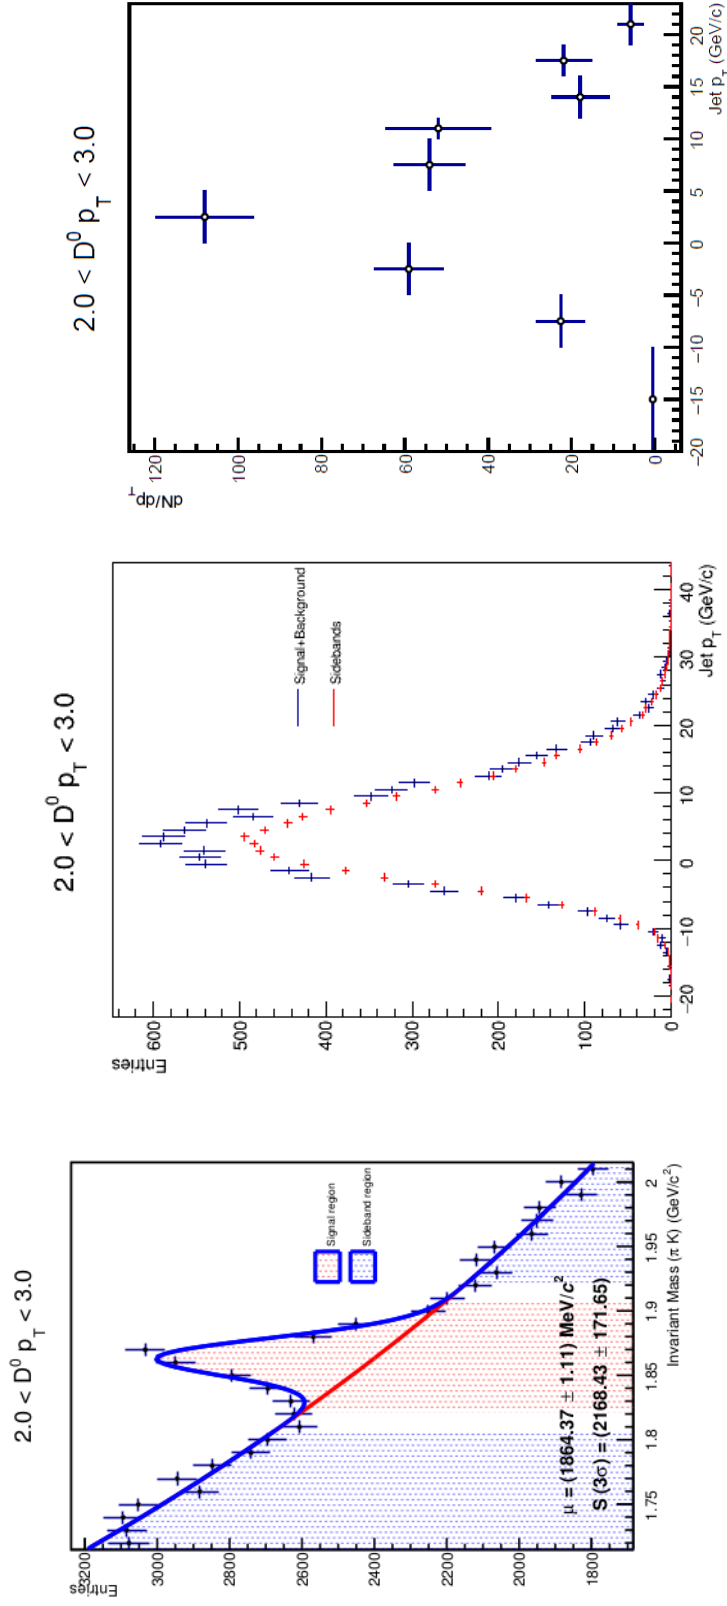 2.0 < D⁰ p_T < 3.0
Entries
3200
3000
2800
2600
2400
2200
2000
1800
Signal region
Sideband region
μ = (1864.37 ± 1.11) MeV/c²
S (3σ) = (2168.43 ± 171.65)
1.75
1.8
1.85
1.9
1.95
2
Invariant Mass (π K) (GeV/c²)
2.0 < D⁰ p_T < 3.0
Entries
600
500
400
300
200
100
0
Signal+Background
Sidebands
−20
−10
0
10
20
30
40
Jet p_T (GeV/c)
2.0 < D⁰ p_T < 3.0
dN/dp_T
120
100
80
60
40
20
0
−20
−15
−10
−5
0
5
10
15
20
Jet p_T (GeV/c)